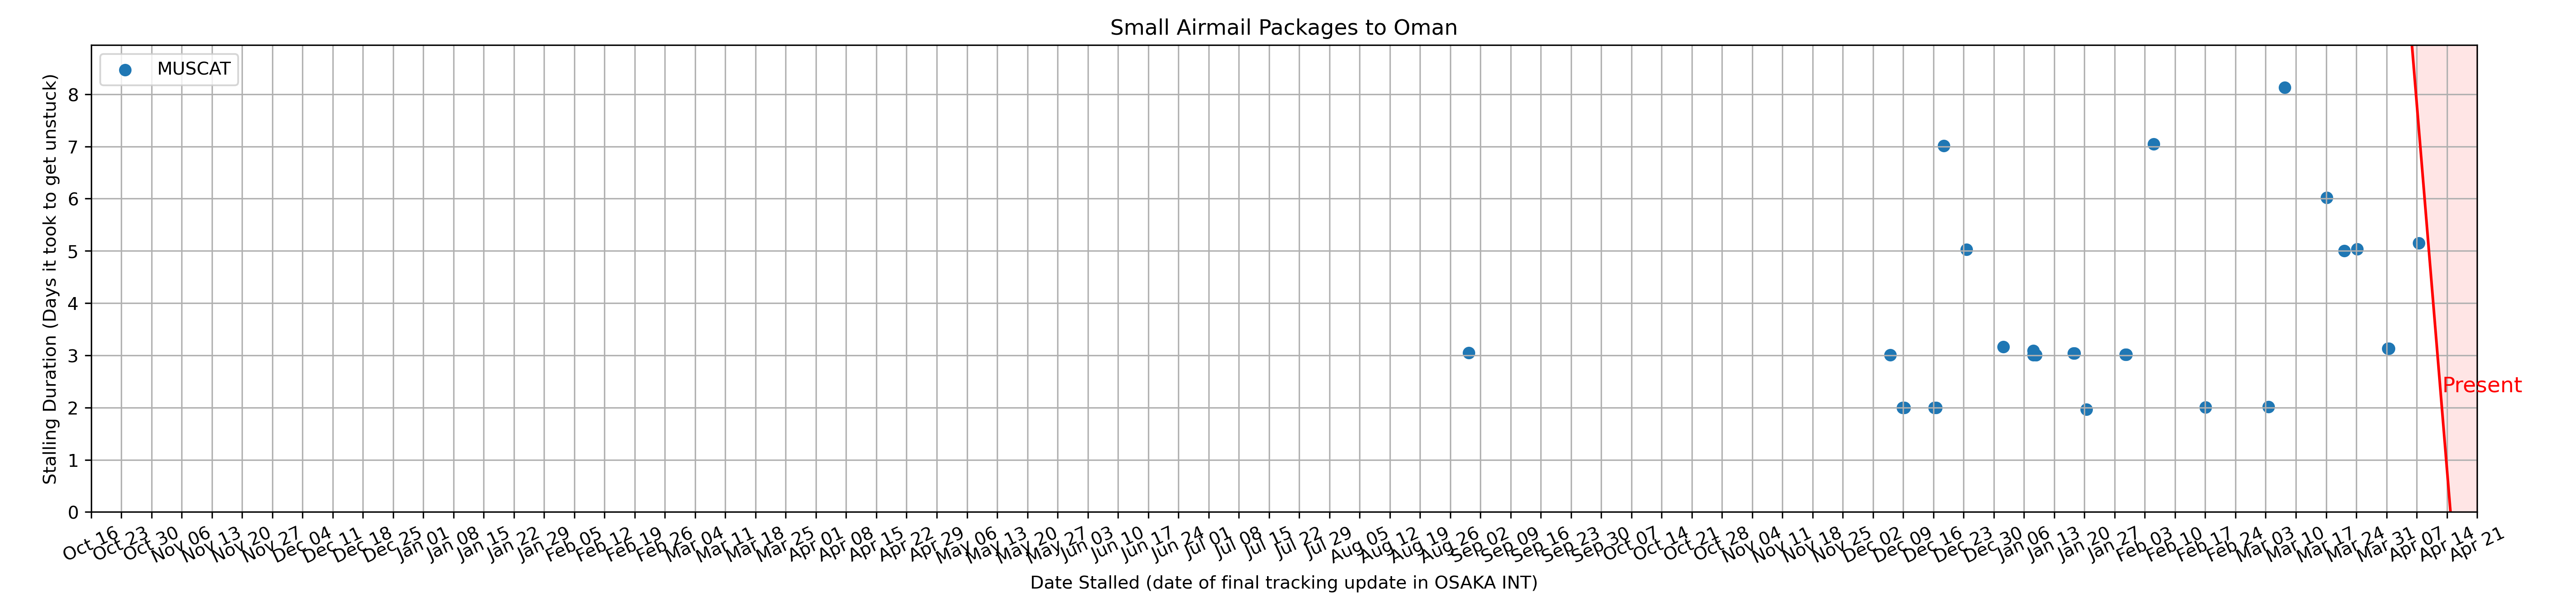 Small Airmail Packages to Oman
MUSCAT
Stalling Duration (Days it took to get unstuck)
8
7
6
5
4
3
2
1
0
Present
Oct 16
Oct 23
Oct 30
Nov 06
Nov 13
Nov 20
Nov 27
Dec 04
Dec 11
Dec 18
Dec 25
Jan 01
Jan 08
Jan 15
Jan 22
Jan 29
Feb 05
Feb 12
Feb 19
Feb 26
Mar 04
Mar 11
Mar 18
Mar 25
Apr 01
Apr 08
Apr 15
Apr 22
Apr 29
May 06
May 13
May 20
May 27
Jun 03
Jun 10
Jun 17
Jun 24
Jul 01
Jul 08
Jul 15
Jul 22
Jul 29
Aug 05
Aug 12
Aug 19
Aug 26
Sep 02
Sep 09
Sep 16
Sep 23
Sep 30
Oct 07
Oct 14
Oct 21
Oct 28
Nov 04
Nov 11
Nov 18
Nov 25
Dec 02
Dec 09
Dec 16
Dec 23
Dec 30
Jan 06
Jan 13
Jan 20
Jan 27
Feb 03
Feb 10
Feb 17
Feb 24
Mar 03
Mar 10
Mar 17
Mar 24
Mar 31
Apr 07
Apr 14
Apr 21
Date Stalled (date of final tracking update in OSAKA INT)